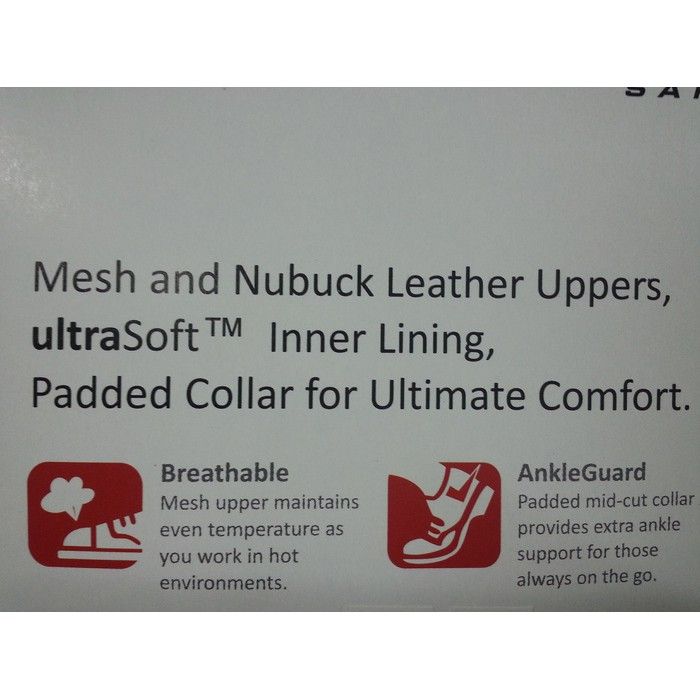 Mesh and Nubuck Leather Uppers,
ultraSoft™ Inner Lining,
Padded Collar for Ultimate Comfort.
Breathable
Mesh upper maintains
even temperature as
you work in hot
environments.
AnkleGuard
Padded mid-cut collar
provides extra ankle
support for those
always on the go.